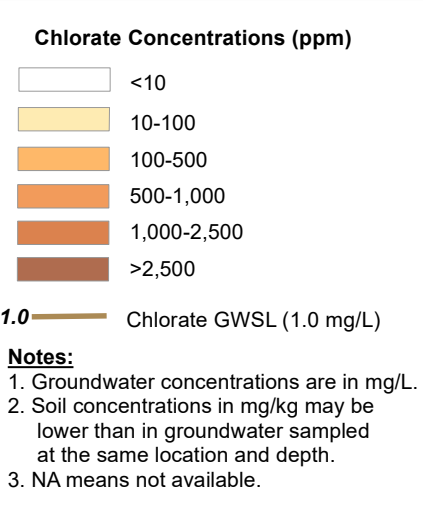 Chlorate Concentrations (ppm)
<10
10-100
100-500
500-1,000
1,000-2,500
>2,500
1.0 Chlorate GWSL (1.0 mg/L)
Notes:
1. Groundwater concentrations are in mg/L.
2. Soil concentrations in mg/kg may be
lower than in groundwater sampled
at the same location and depth.
3. NA means not available.